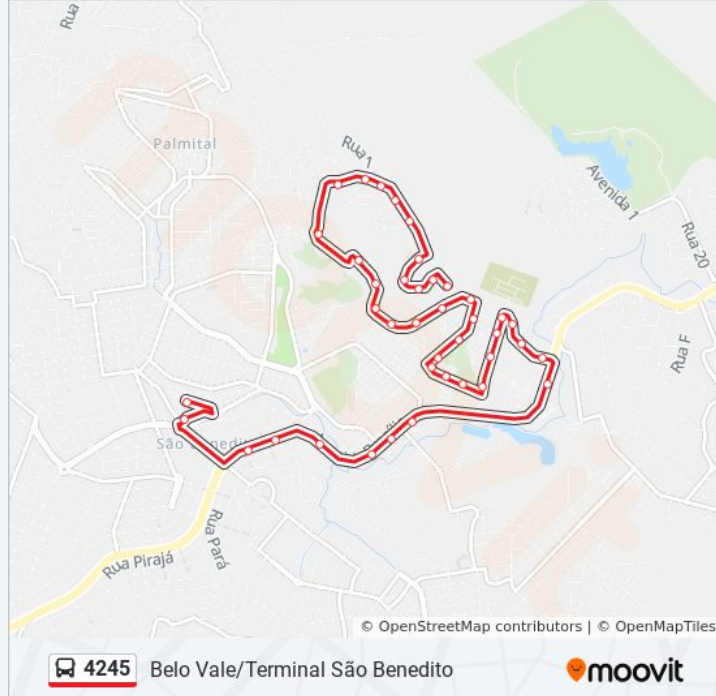 Rua
Palmital
Rua 1
Avenida 1
Rua 20
Rua F
São Benedito
Rua Pará
Rua Pirajá
© OpenStreetMap contributors | © OpenMapTiles
4245 Belo Vale/Terminal São Benedito
moovit